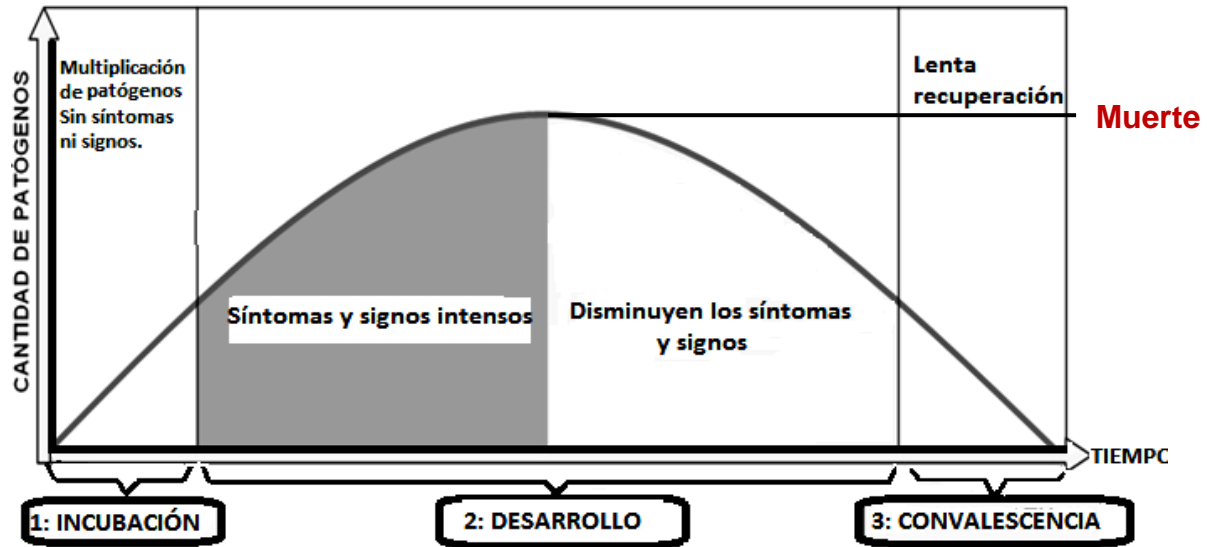 CANTIDAD DE PATÓGENOS
Multiplicación
de patógenos
Sin síntomas
ni signos.
Lenta
recuperación
Muerte
Síntomas y signos intensos
Disminuyen los síntomas
y signos
TIEMPO
1: INCUBACIÓN
2: DESARROLLO
3: CONVALESCENCIA